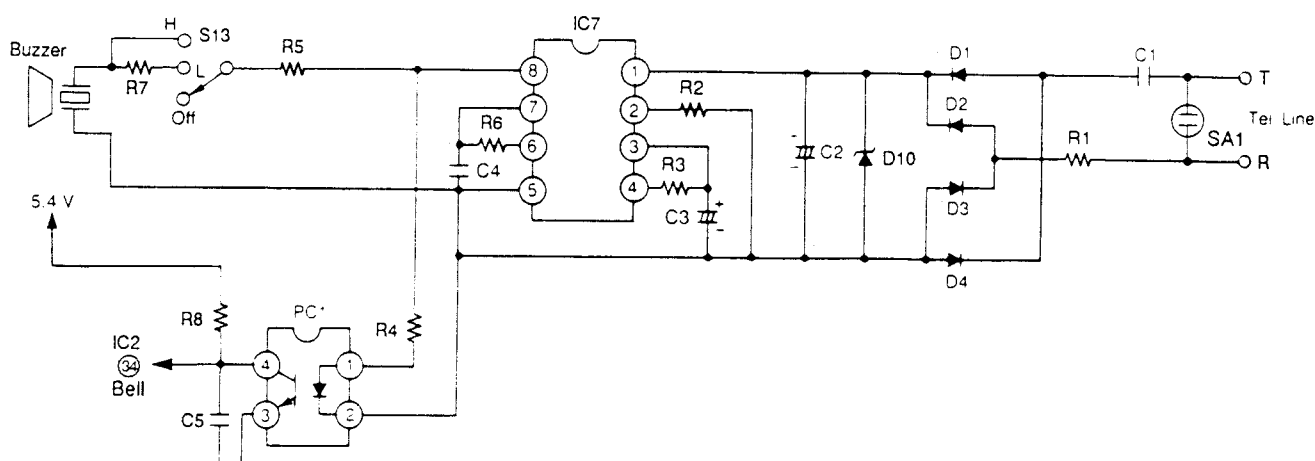 IC7
H
S13
Buzzer
R5
D1
C1
L
8
1
T
R7
R2
D2
7
2
Off
R6
Tel Line
R1
SA1
6
3
C2
D10
C4
R3
R
5
4
D3
5.4 V
C3
+
-
D4
R8
R4
IC2
34
4
1
Bell
C5
3
2